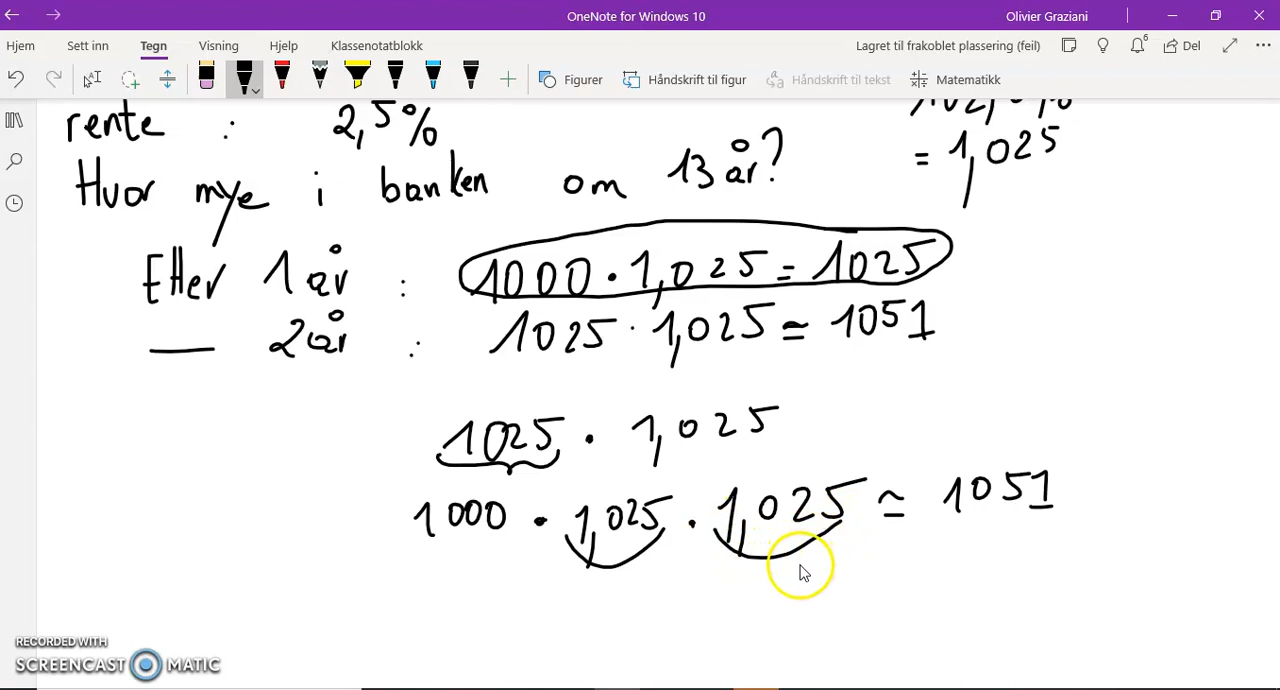 OneNote for Windows 10
Olivier Graziani
Hjem Sett inn Tegn Visning Hjelp Klassenotatblokk
Lagret til frakoblet plassering (feil) 6 Del
Figurer Håndskrift til figur Håndskrift til tekst Matematikk
rente : 2,5%
= 1,025
Hvor mye i banken om 13 år?
Etter 1 år : 1000 · 1,025 = 1025
— 2 år : 1025 · 1,025 ≃ 1051
1025 · 1,025
1000 · 1,025 · 1,025 ≃ 1051
RECORDED WITH
SCREENCAST MATIC